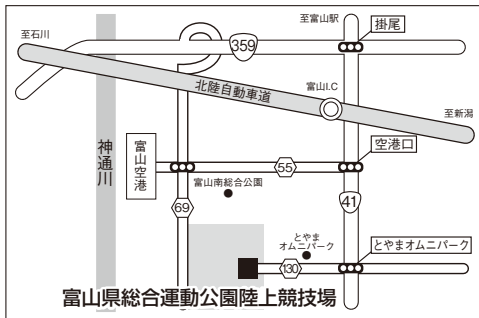 至富山駅
掛尾
至石川
359
北陸自動車道
富山I.C
至新潟
神通川
富山空港
55
空港口
富山南総合公園
69
41
とやま
オムニパーク
とやまオムニパーク
130
富山県総合運動公園陸上競技場